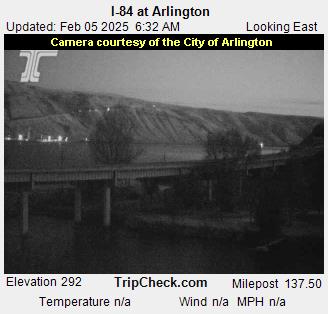 I-84 at Arlington
Updated: Feb 05 2025 6:32 AM Looking East
Camera courtesy of the City of Arlington
Elevation 292 TripCheck.com Milepost 137.50
Temperature n/a Wind n/a MPH n/a